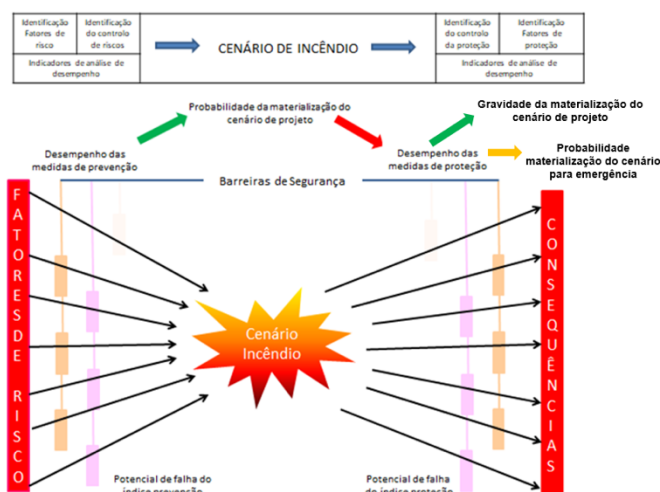 Identificação
Fatores de
risco
Identificação
do controlo
de riscos
Indicadores de análise de
desempenho
CENÁRIO DE INCÊNDIO
Identificação
do controlo
da proteção
Identificação
Fatores de
proteção
Indicadores de análise de
desempenho
Probabilidade da materialização do
cenário de projeto
Gravidade da materialização do
cenário de projeto
Desempenho das
medidas de prevenção
Desempenho das
medidas de proteção
Probabilidade
materialização do cenário
para emergência
Barreiras de Segurança
FATORES DE RISCO
Cenário
Incêndio
CONSEQUÊNCIAS
Potencial de falha do
índice prevenção
Potencial de falha
do índice proteção